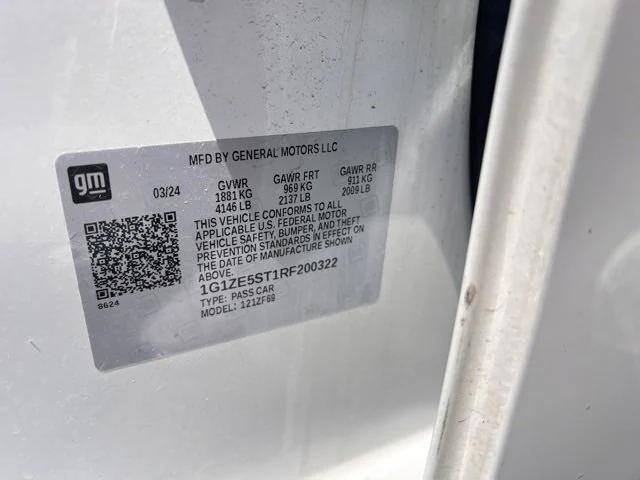 MFD BY GENERAL MOTORS LLC
gm
03/24
GVWR GAWR FRT GAWR RR
1881 KG 969 KG 911 KG
4146 LB 2137 LB 2009 LB
THIS VEHICLE CONFORMS TO ALL
APPLICABLE U.S. FEDERAL MOTOR
VEHICLE SAFETY, BUMPER, AND THEFT
PREVENTION STANDARDS IN EFFECT ON
THE DATE OF MANUFACTURE SHOWN
ABOVE.
1G1ZE5ST1RF200322
TYPE: PASS CAR
MODEL: 1212F69
8624